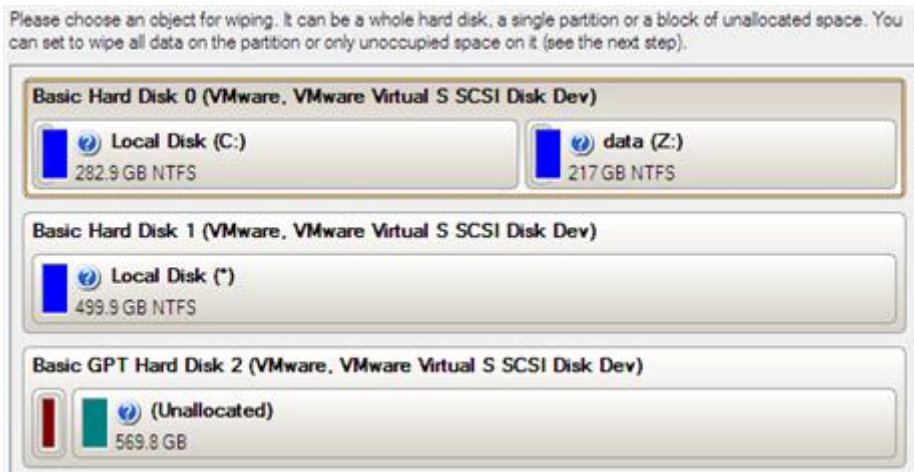 Please choose an object for wiping. It can be a whole hard disk, a single partition or a block of unallocated space. You
can set to wipe all data on the partition or only unoccupied space on it (see the next step).
Basic Hard Disk 0 (VMware, VMware Virtual S SCSI Disk Dev)
Local Disk (C:)
282.9 GB NTFS
data (Z:)
217 GB NTFS
Basic Hard Disk 1 (VMware, VMware Virtual S SCSI Disk Dev)
Local Disk (*)
499.9 GB NTFS
Basic GPT Hard Disk 2 (VMware, VMware Virtual S SCSI Disk Dev)
(Unallocated)
569.8 GB